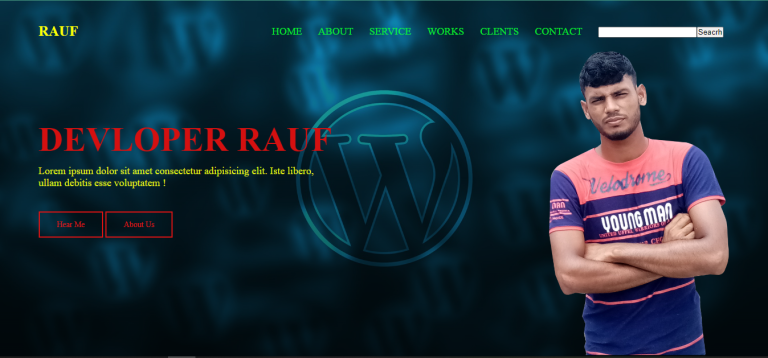 RAUF
HOME ABOUT SERVICE WORKS CLENTS CONTACT Seacrh
DEVLOPER RAUF
Lorem ipsum dolor sit amet consectetur adipisicing elit. Iste libero,
ullam debitis esse voluptatem !
Hear Me About Us
Velodrome
YOUNG MAN